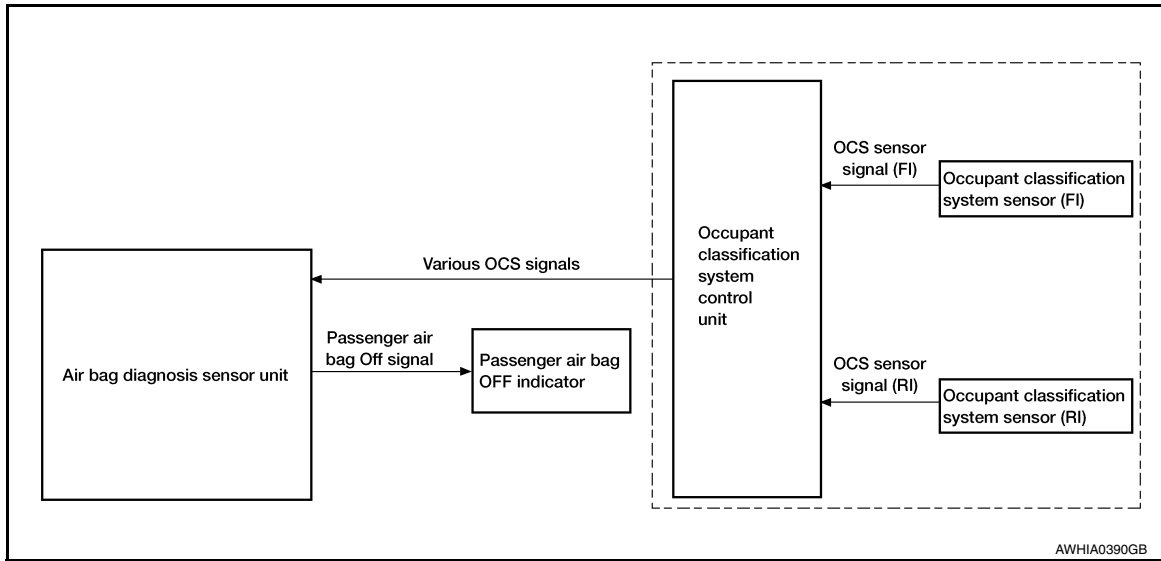 OCS sensor
signal (FI)
Occupant classification
system sensor (FI)
Occupant
classification
system
control
unit
Various OCS signals
Passenger air
bag Off signal
Air bag diagnosis sensor unit
Passenger air bag
OFF indicator
OCS sensor
signal (RI)
Occupant classification
system sensor (RI)
AWHIA0390GB